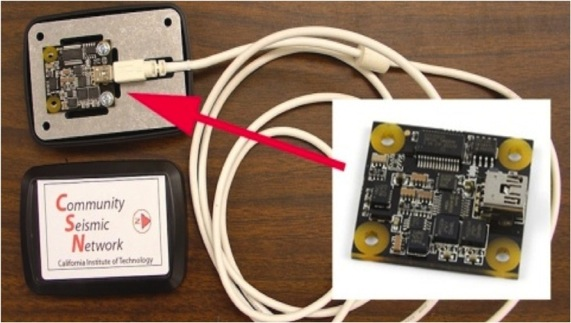 Community
Seismic
Network
California Institute of Technology